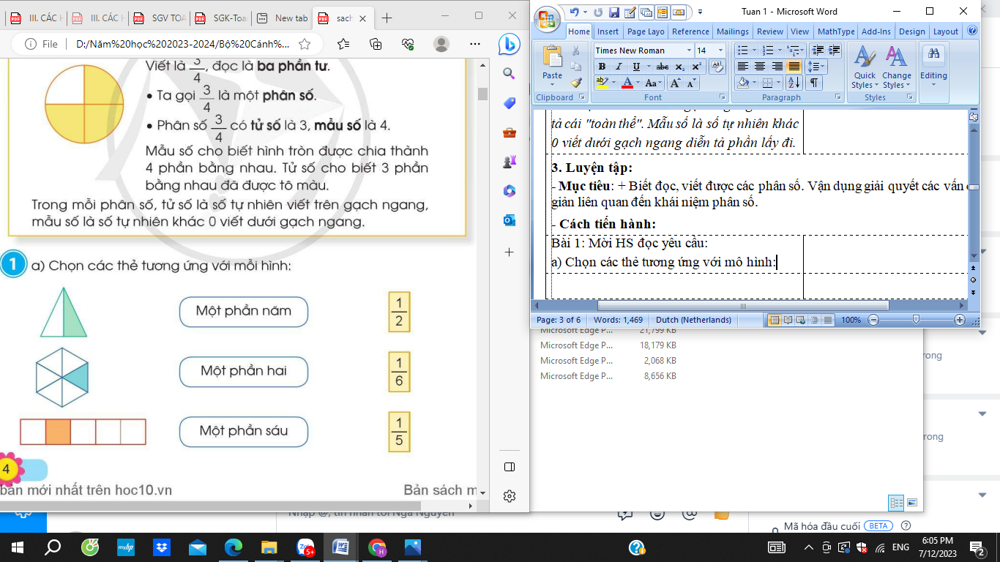 III. CÁC H
III. CÁC H
SGV TOÁ
SGK-Toa
New tab
sach
File
D:/Năm%20học%202023-2024/Bộ%20Cánh%...
Viết là 3/4, đọc là ba phần tư.
• Ta gọi 3/4 là một phân số.
• Phân số 3/4 có tử số là 3, mẫu số là 4.
Mẫu số cho biết hình tròn được chia thành
4 phần bằng nhau. Tử số cho biết 3 phần
bằng nhau đã được tô màu.
Trong mỗi phân số, tử số là số tự nhiên viết trên gạch ngang,
mẫu số là số tự nhiên khác 0 viết dưới gạch ngang.
1 a) Chọn các thẻ tương ứng với mỗi hình:
Một phần năm
1/2
Một phần hai
1/6
Một phần sáu
1/5
4
bản mới nhất trên hoc10.vn
Bản sách m
Tuan 1 - Microsoft Word
Home Insert Page Layo Reference Mailings Review View MathType Add-Ins Design Layout
Paste
Times New Roman 14
B I U abc x₂ x²
Aa
Quick Styles
Change Styles
Editing
Clipboard Font Paragraph Styles
tả cái "toàn thể". Mẫu số là số tự nhiên khác
0 viết dưới gạch ngang diễn tả phần lấy đi.
3. Luyện tập:
- Mục tiêu: + Biết đọc, viết được các phân số. Vận dụng giải quyết các vấn
giản liên quan đến khái niệm phân số.
- Cách tiến hành:
Bài 1: Mời HS đọc yêu cầu:
a) Chọn các thẻ tương ứng với mô hình:
Page: 3 of 6 Words: 1,469 Dutch (Netherlands) 100%
Microsoft Edge P... 21,799 KB
Microsoft Edge P... 18,179 KB
Microsoft Edge P... 2,068 KB
Microsoft Edge P... 8,656 KB
rong
rong
Nhập @, tin nhắn tới Nga Nguyen
Mã hóa đầu cuối BETA
5+
ENG
6:05 PM
7/12/2023
2